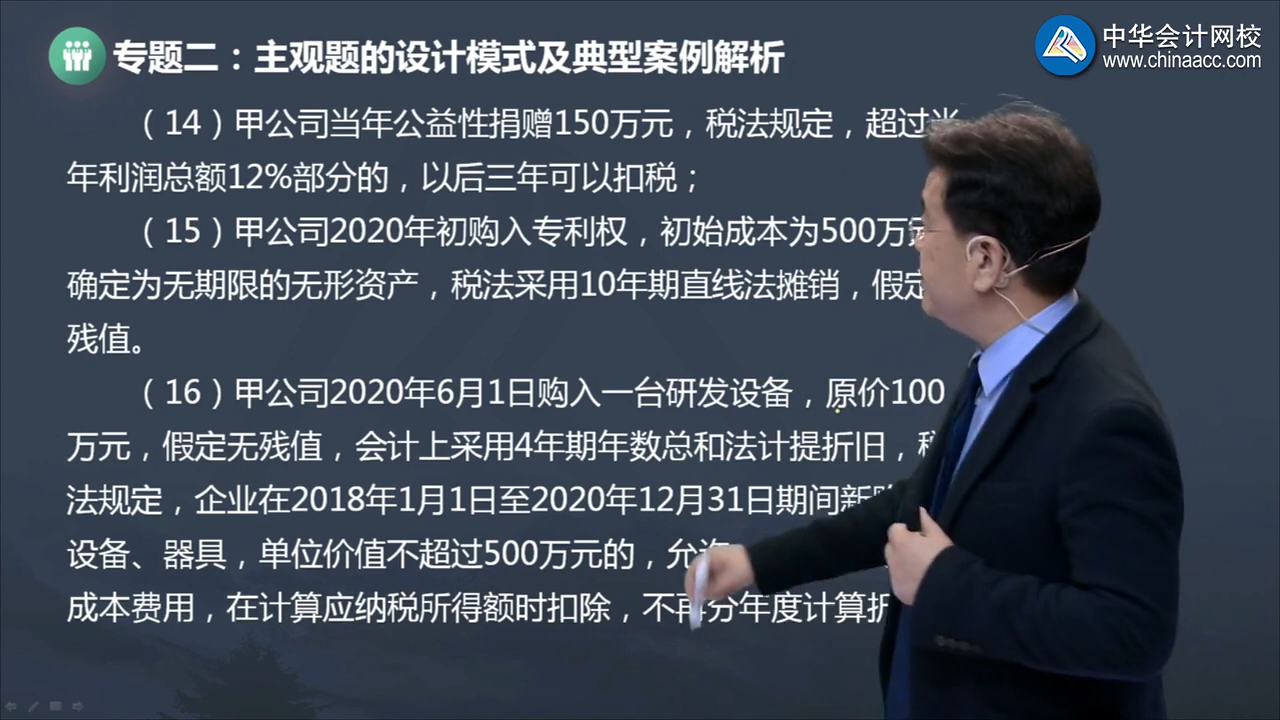 中华会计网校
www.chinaacc.com
专题二：主观题的设计模式及典型案例解析
（14）甲公司当年公益性捐赠150万元，税法规定，超过当
年利润总额12%部分的，以后三年可以扣税；
（15）甲公司2020年初购入专利权，初始成本为500万元
确定为无期限的无形资产，税法采用10年期直线法摊销，假定
残值。
（16）甲公司2020年6月1日购入一台研发设备，原价100
万元，假定无残值，会计上采用4年期年数总和法计提折旧，税
法规定，企业在2018年1月1日至2020年12月31日期间新购
设备、器具，单位价值不超过500万元的，允许
成本费用，在计算应纳税所得额时扣除，不再分年度计算折